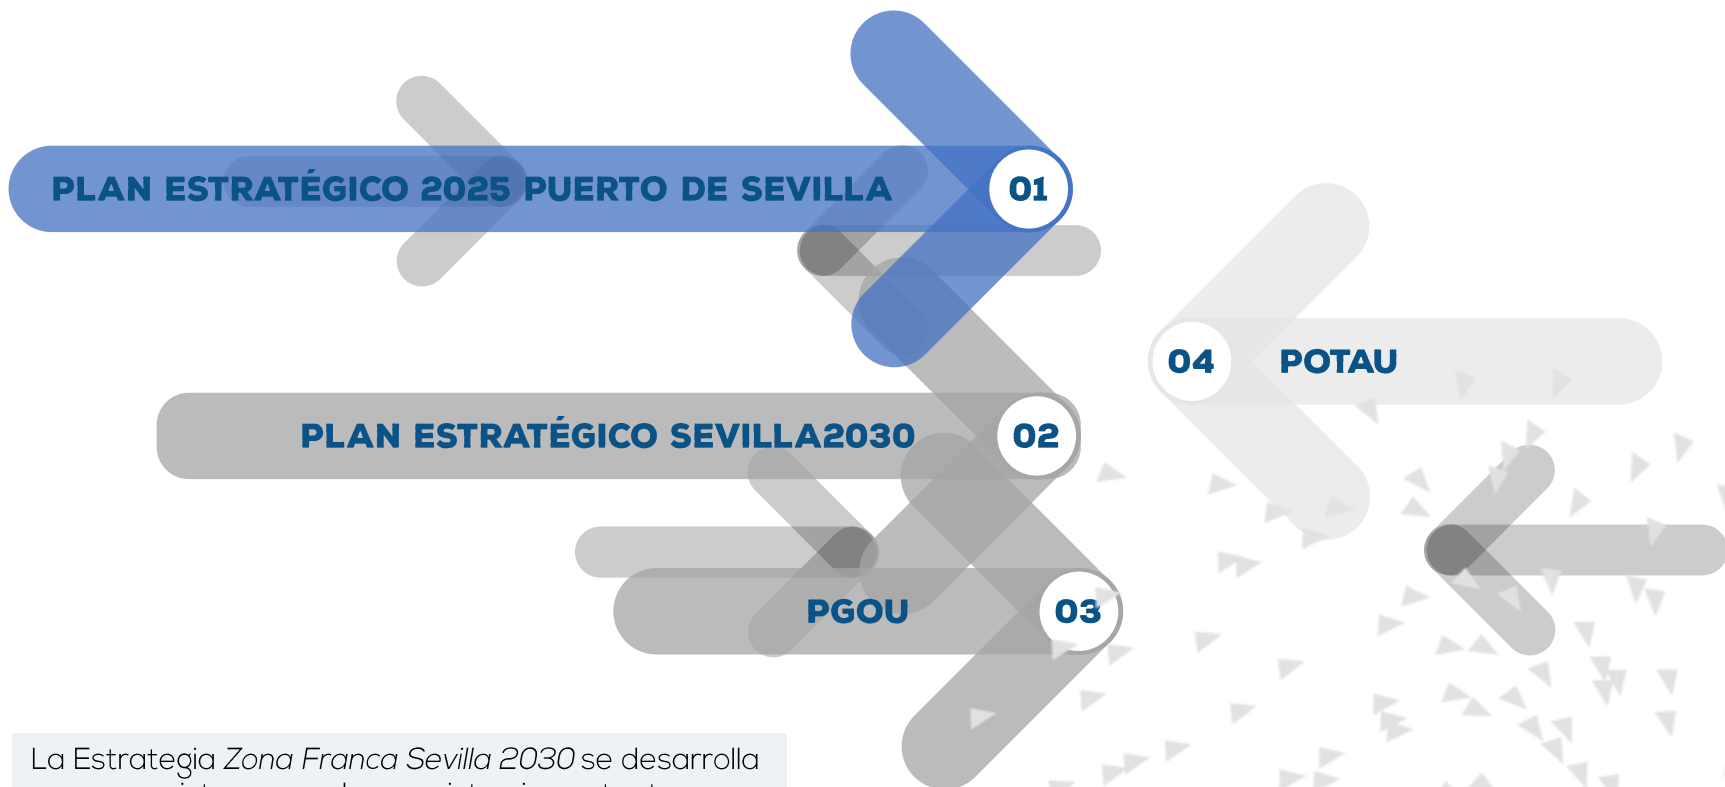 PLAN ESTRATÉGICO 2025 PUERTO DE SEVILLA
01
04
POTAU
PLAN ESTRATÉGICO SEVILLA2030
02
PGOU
03
La Estrategia Zona Franca Sevilla 2030 se desarrolla